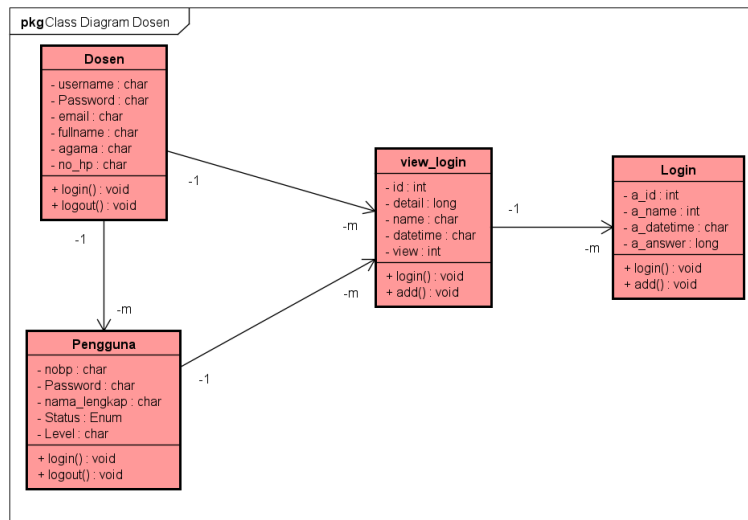 pkg Class Diagram Dosen
Dosen
- username : char
- Password : char
- email : char
- fullname : char
- agama : char
- no_hp : char
+ login() : void
+ logout() : void
-1
-m
-1
-m
Pengguna
- nobp : char
- Password : char
- nama_lengkap : char
- Status : Enum
- Level : char
+ login() : void
+ logout() : void
-1
-m
view_login
- id : int
- detail : long
- name : char
- datetime : char
- view : int
+ login() : void
+ add() : void
-1
-m
Login
- a_id : int
- a_name : int
- a_datetime : char
- a_answer : long
+ login() : void
+ add() : void